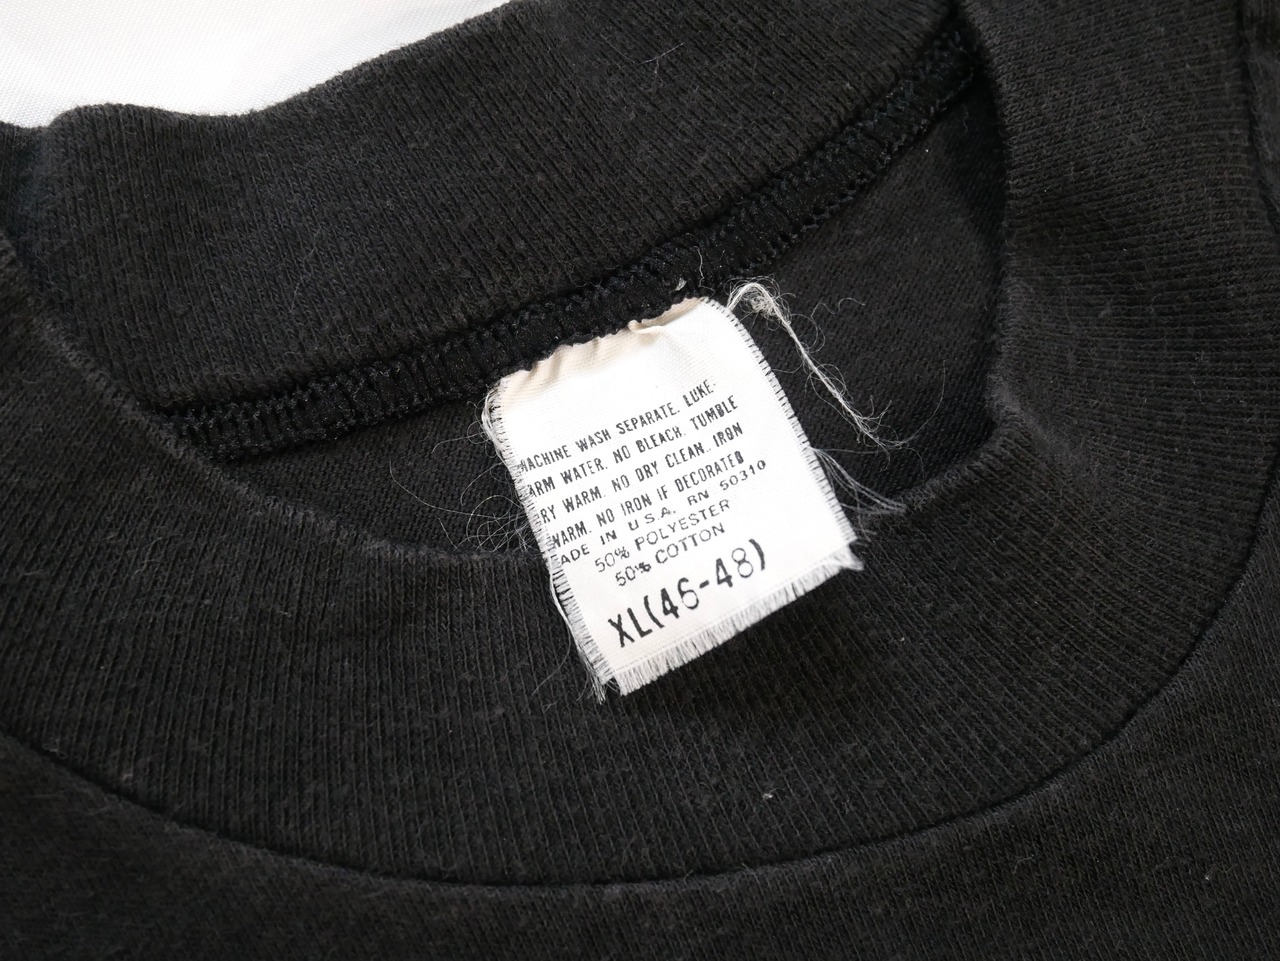 MACHINE WASH SEPARATE. LUKE-
ARM WATER. NO BLEACH. TUMBLE
RY WARM. NO DRY CLEAN.. IRON
WARM. NO IRON IF DECORATED
ADE IN U.S.A. RN 50310
50% POLYESTER
50% COTTON
XL(46-48)